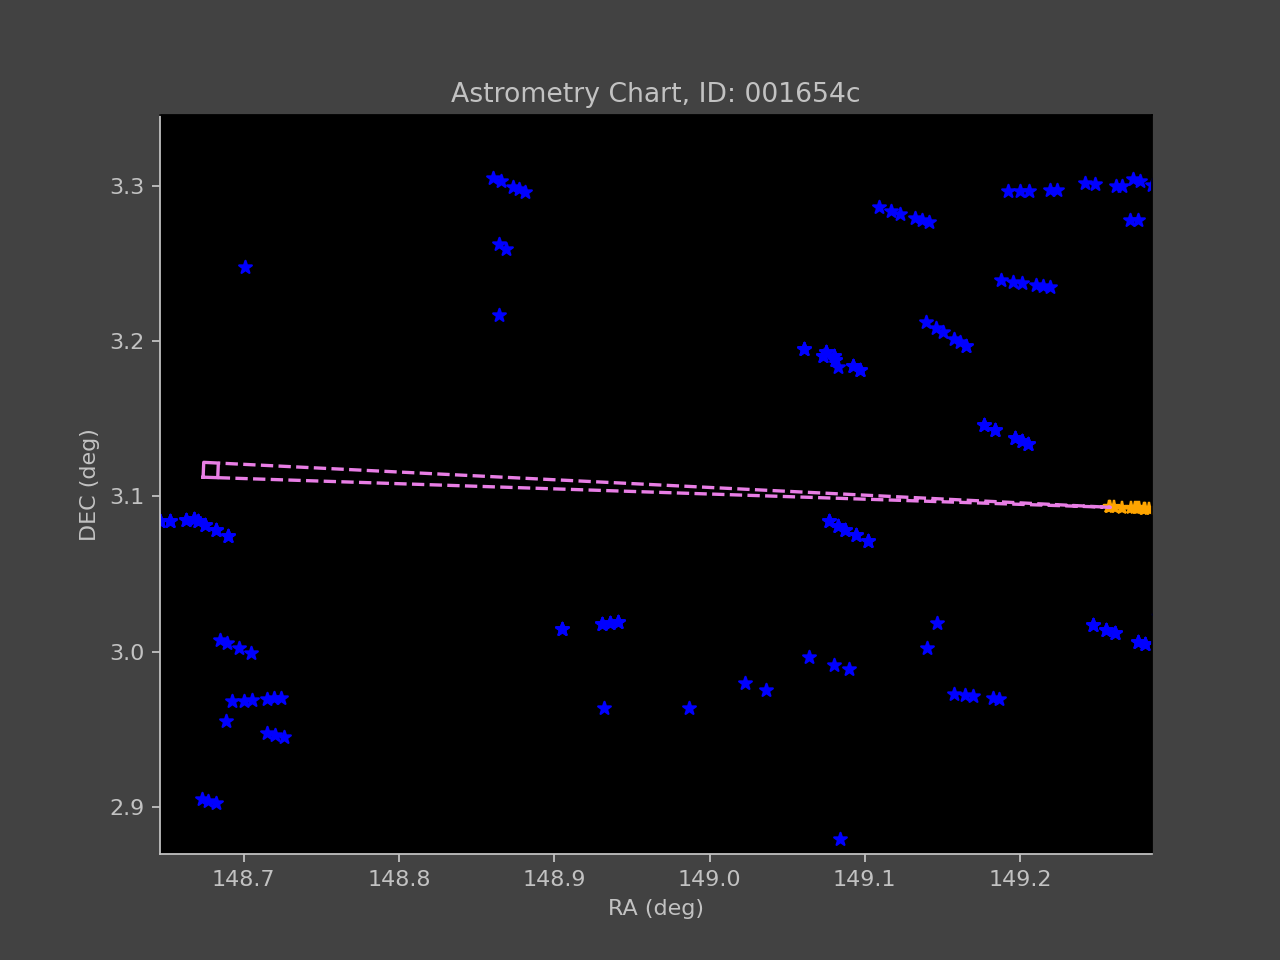 Astrometry Chart, ID: 001654c
3.3
3.2
3.1
3.0
2.9
DEC (deg)
148.7 148.8 148.9 149.0 149.1 149.2
RA (deg)